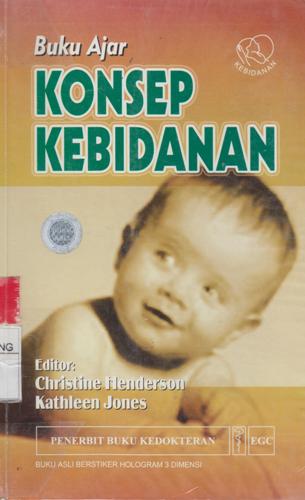 Buku Ajar
KEBIDANAN
KONSEP
KEBIDANAN
NG
Editor:
Christine Henderson
Kathleen Jones
PENERBIT BUKU KEDOKTERAN
EGC
BUKU ASLI BERSTIKER HOLOGRAM 3 DIMENSI